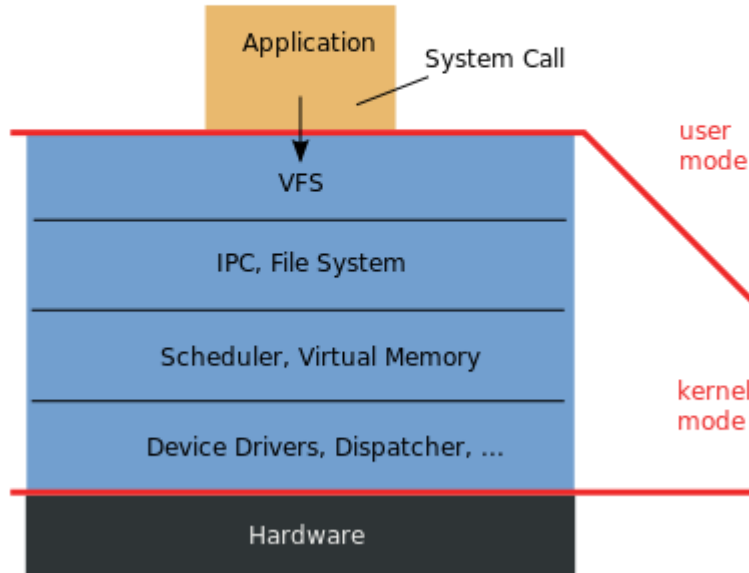 Application
System Call
user
mode
VFS
IPC, File System
Scheduler, Virtual Memory
kernel
mode
Device Drivers, Dispatcher, ...
Hardware